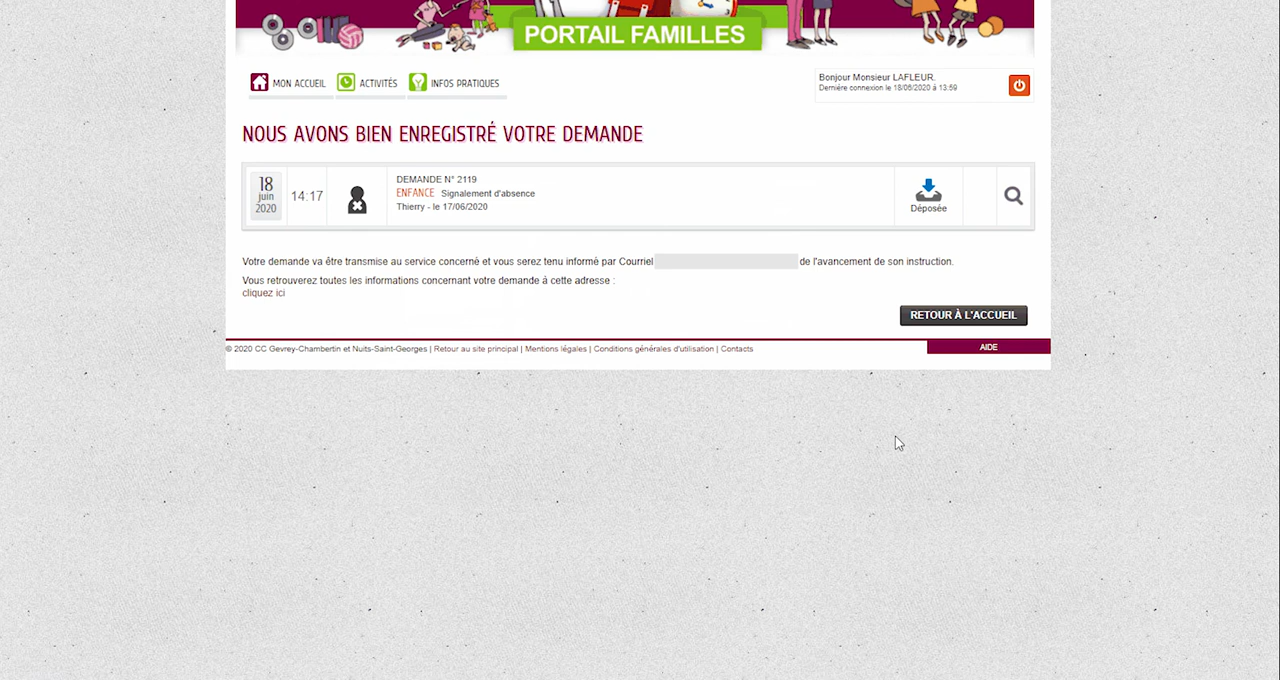 PORTAIL FAMILLES
MON ACCUEIL ACTIVITÉS INFOS PRATIQUES
Bonjour Monsieur LAFLEUR.
Dernière connexion le 18/06/2020 à 13:59
NOUS AVONS BIEN ENREGISTRÉ VOTRE DEMANDE
18
juin
2020
14:17
DEMANDE N° 2119
ENFANCE Signalement d'absence
Thierry - le 17/06/2020
Déposée
Votre demande va être transmise au service concerné et vous serez tenu informé par Courriel de l'avancement de son instruction.
Vous retrouverez toutes les informations concernant votre demande à cette adresse :
cliquez ici
RETOUR À L'ACCUEIL
© 2020 CC Gevrey-Chambertin et Nuits-Saint-Georges | Retour au site principal | Mentions légales | Conditions générales d'utilisation | Contacts
AIDE